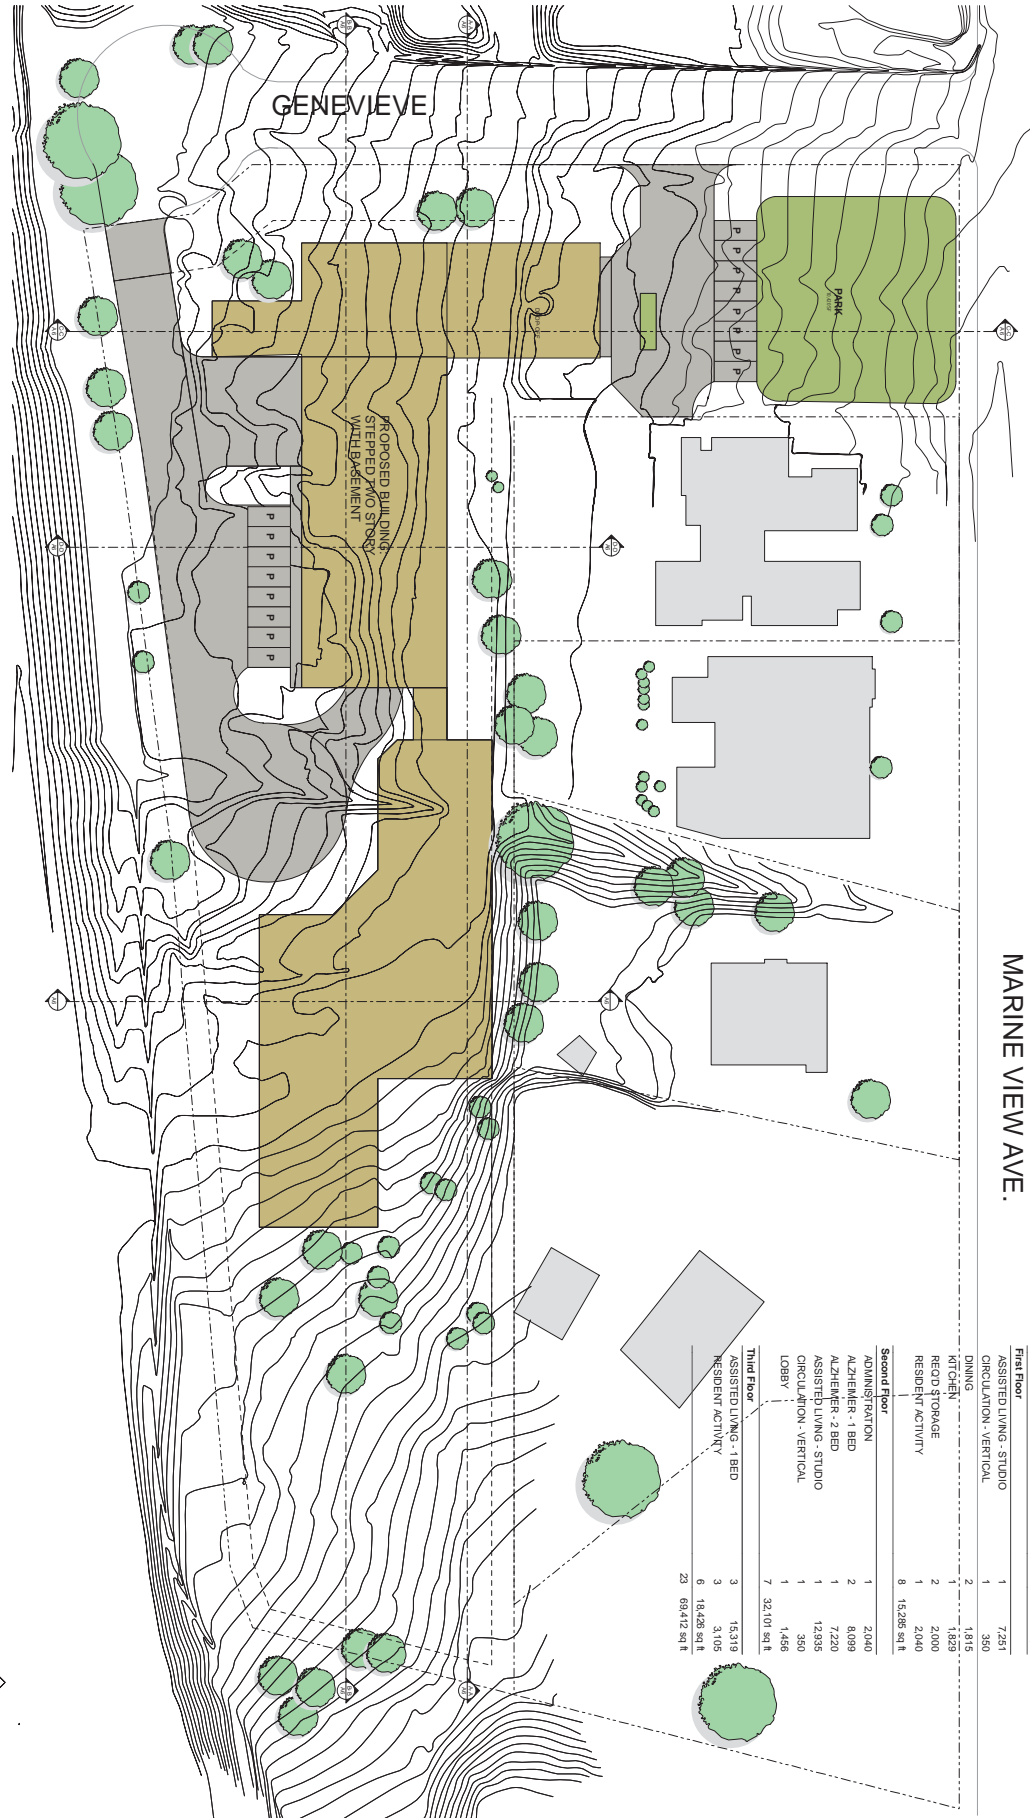 GENEVIEVE
MARINE VIEW AVE.
PARK
P
P
P
P
P
P
P
P
PROPOSED BUILDING:
STEPPED TWO STORY
WITH BASEMENT
P
P
P
P
P
P
P
P
First Floor
ASSISTED LIVING - STUDIO 1 7,251
CIRCULATION - VERTICAL 1 350
DINING 2 1,815
KITCHEN 1 1,829
REQ'D STORAGE 2 2,000
RESIDENT ACTIVITY 1 2,040
8 15,285 sq ft
Second Floor
ADMINISTRATION 1 2,040
ALZHEIMER - 1 BED 2 8,099
ALZHEIMER - 2 BED 1 7,220
ASSISTED LIVING - STUDIO 1 12,935
CIRCULATION - VERTICAL 1 350
LOBBY 1 1,456
7 32,101 sq ft
Third Floor
ASSISTED LIVING - 1 BED 3 15,319
RESIDENT ACTIVITY 3 3,105
6 18,426 sq ft
23 69,412 sq ft